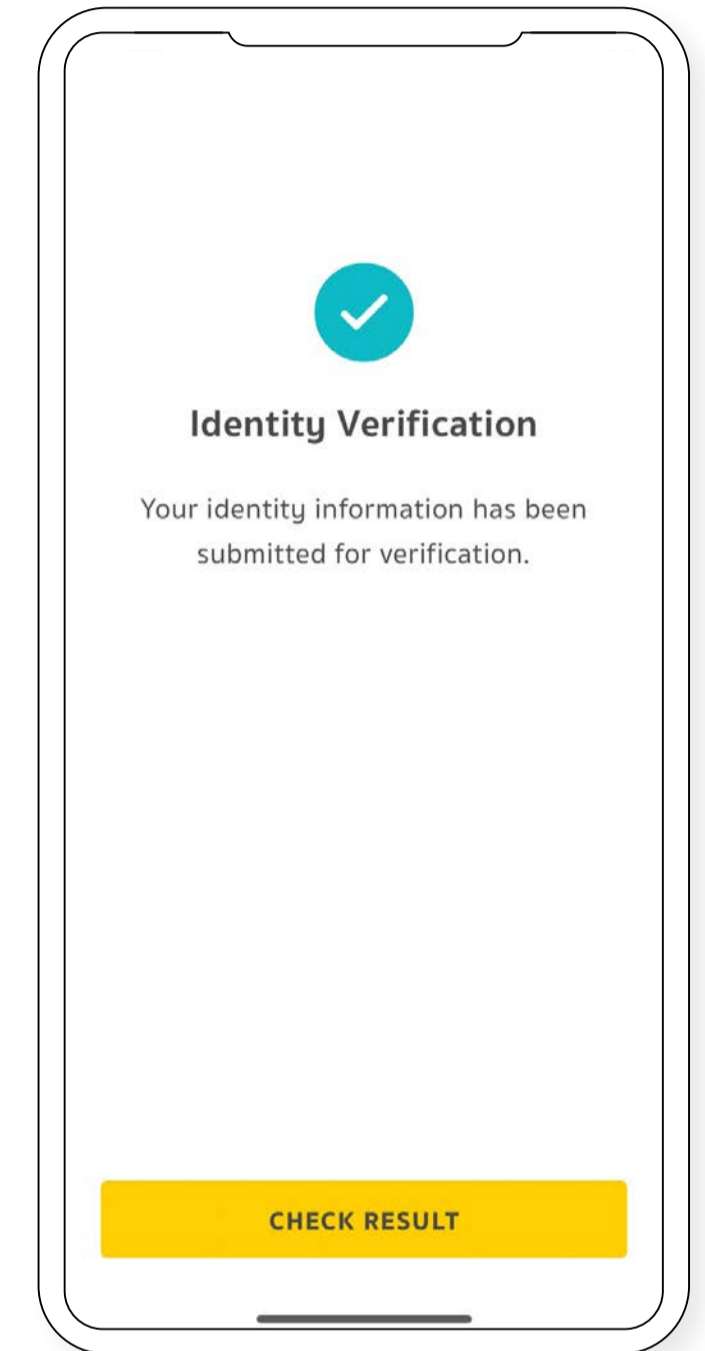 Identity Verification
Your identity information has been
submitted for verification.
CHECK RESULT